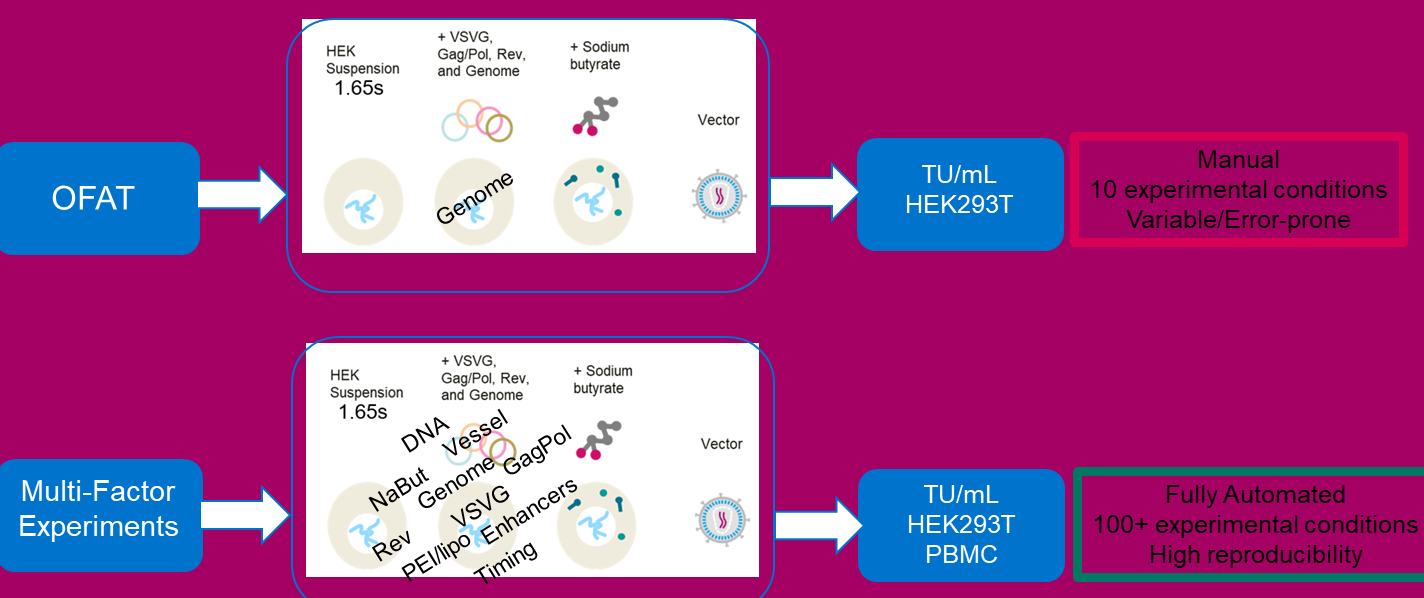 OFAT
HEK
Suspension
1.65s
+ VSVG,
Gag/Pol, Rev,
and Genome
+ Sodium
butyrate
Vector
Genome
TU/mL
HEK293T
Manual
10 experimental conditions
Variable/Error-prone
Multi-Factor
Experiments
HEK
Suspension
1.65s
+ VSVG,
Gag/Pol, Rev,
and Genome
+ Sodium
butyrate
Vector
DNA
Vessel
GagPol
NaBut
Genome
VSVG
Enhancers
Rev
PEI/lipo
Timing
TU/mL
HEK293T
PBMC
Fully Automated
100+ experimental conditions
High reproducibility